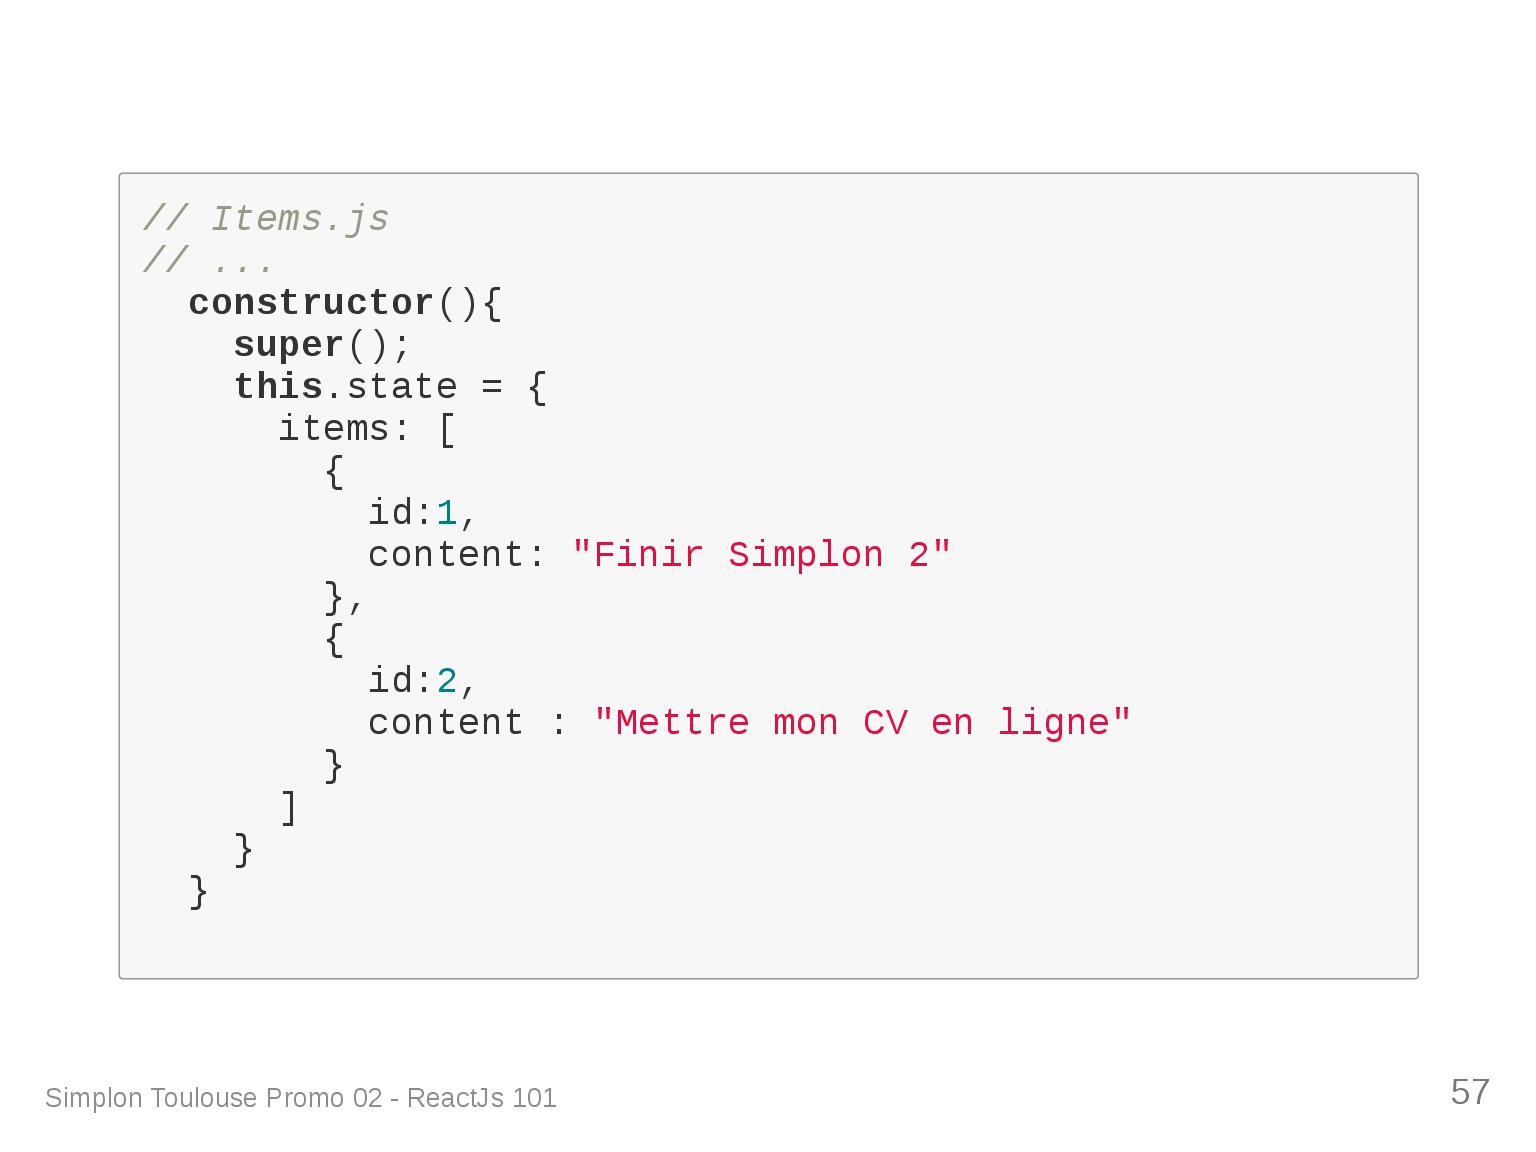 // Items.js
// ...
  constructor(){
    super();
    this.state = {
      items: [
        {
          id:1,
          content: "Finir Simplon 2"
        },
        {
          id:2,
          content : "Mettre mon CV en ligne"
        }
      ]
    }
  }
Simplon Toulouse Promo 02 - ReactJs 101
57